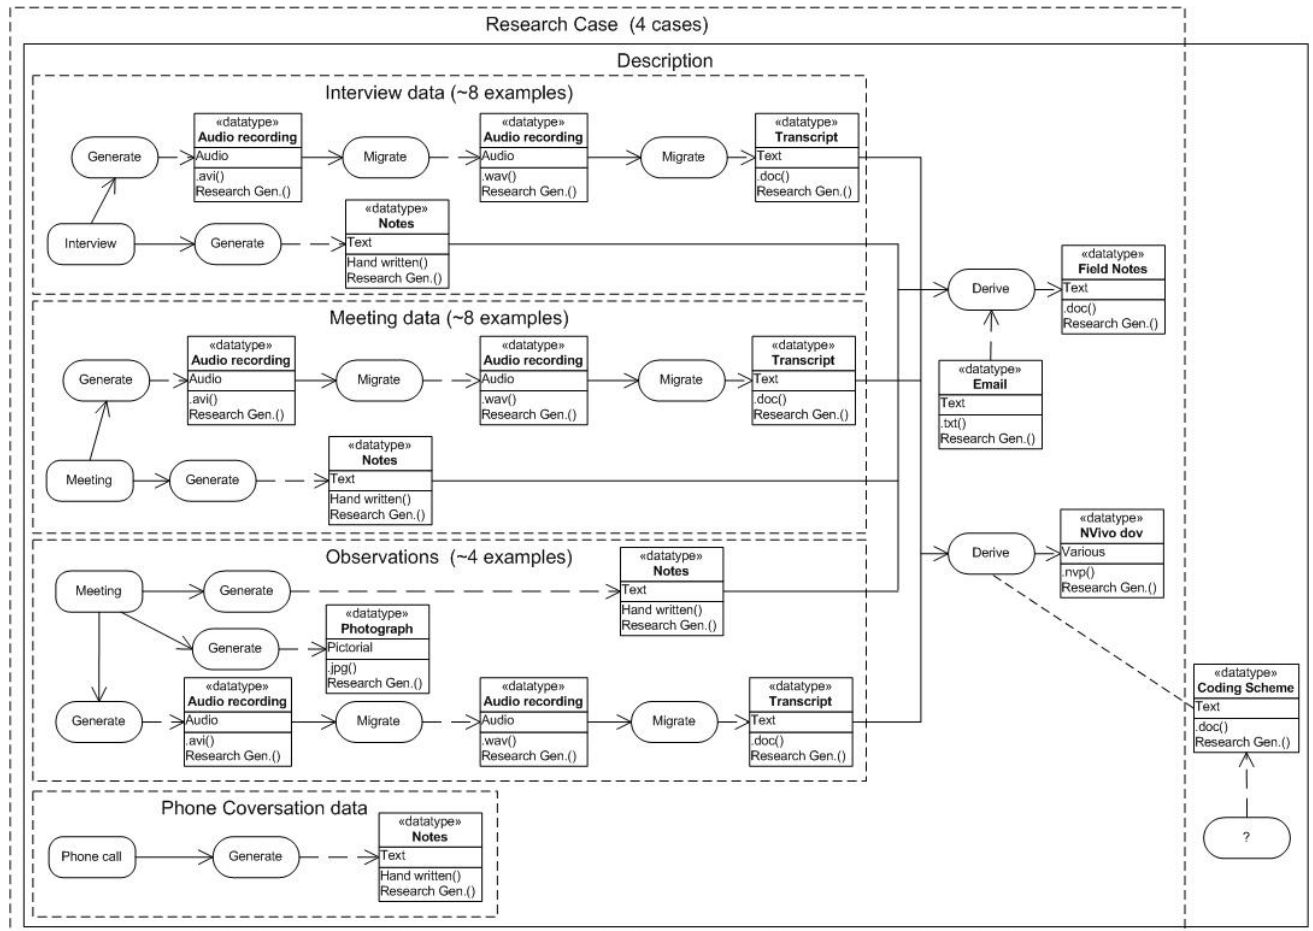 Research Case (4 cases)
Description
Interview data (~8 examples)
Generate
«datatype»
Audio recording
Audio
.avi()
Research Gen.()
Migrate
«datatype»
Audio recording
Audio
.wav()
Research Gen.()
Migrate
«datatype»
Transcript
Text
.doc()
Research Gen.()
Interview
Generate
«datatype»
Notes
Text
Hand written()
Research Gen.()
Meeting data (~8 examples)
Generate
«datatype»
Audio recording
Audio
.avi()
Research Gen.()
Migrate
«datatype»
Audio recording
Audio
.wav()
Research Gen.()
Migrate
«datatype»
Transcript
Text
.doc()
Research Gen.()
Meeting
Generate
«datatype»
Notes
Text
Hand written()
Research Gen.()
Observations (~4 examples)
Meeting
Generate
«datatype»
Notes
Text
Hand written()
Research Gen.()
Generate
«datatype»
Photograph
Pictorial
.jpg()
Research Gen.()
Generate
«datatype»
Audio recording
Audio
.avi()
Research Gen.()
Migrate
«datatype»
Audio recording
Audio
.wav()
Research Gen.()
Migrate
«datatype»
Transcript
Text
.doc()
Research Gen.()
Phone Coversation data
Phone call
Generate
«datatype»
Notes
Text
Hand written()
Research Gen.()
Derive
«datatype»
Field Notes
Text
.doc()
Research Gen.()
«datatype»
Email
Text
.txt()
Research Gen.()
Derive
«datatype»
NVivo dov
Various
.nvp()
Research Gen.()
«datatype»
Coding Scheme
Text
.doc()
Research Gen.()
?